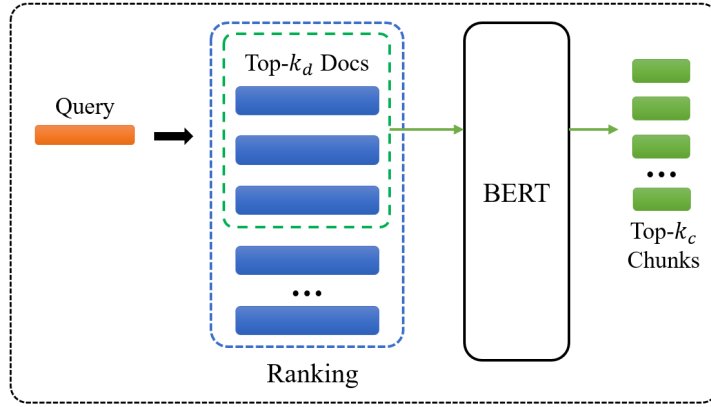 Query
Top-k_d Docs
...
Ranking
BERT
...
Top-k_c
Chunks